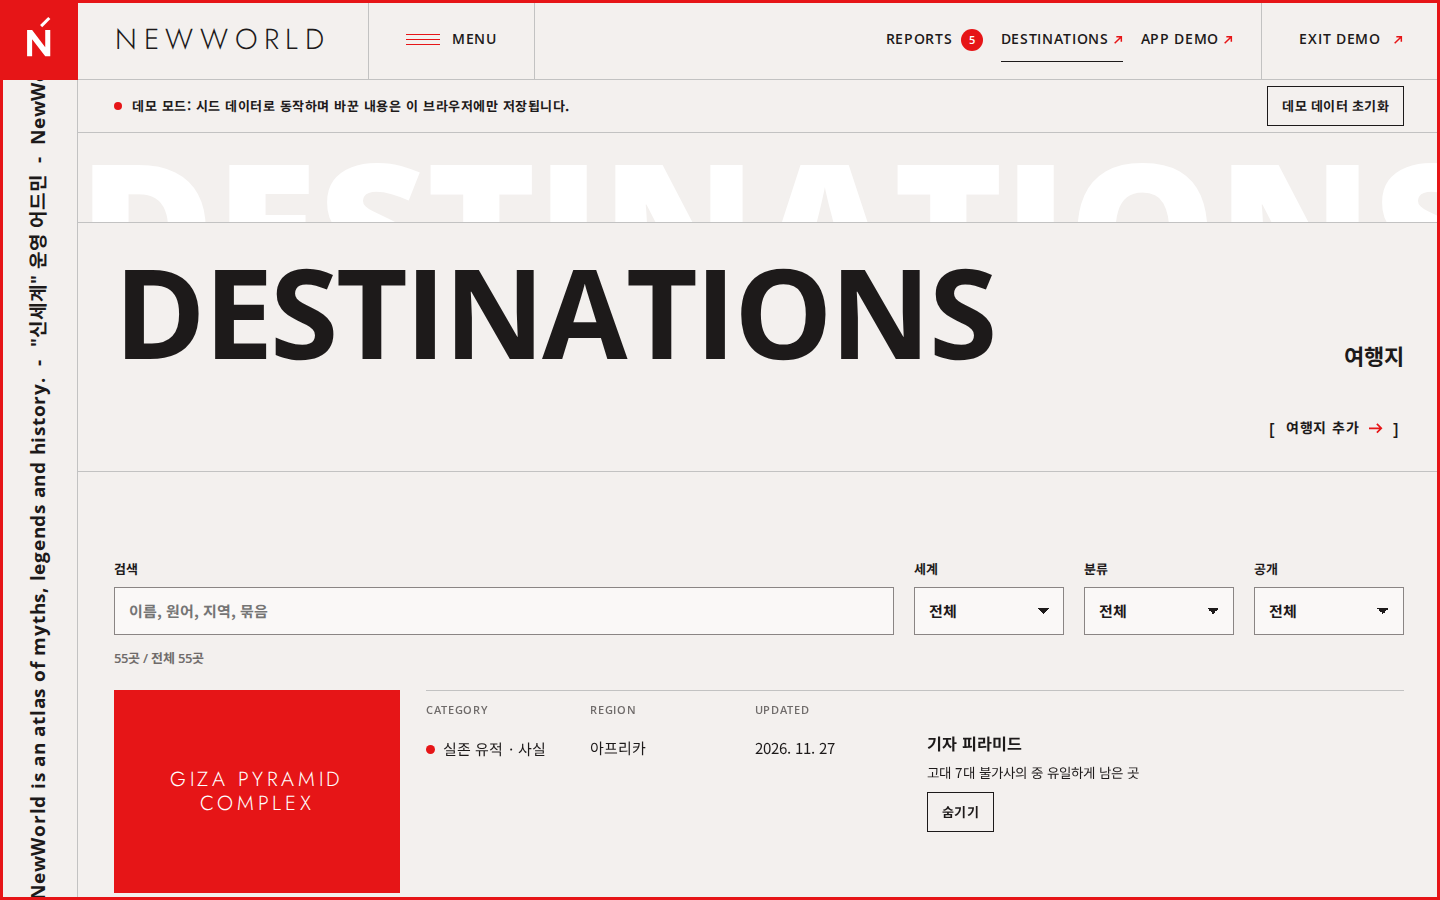 Ń
NEWWORLD
MENU
REPORTS 5
DESTINATIONS
APP DEMO
EXIT DEMO
NewWorld is an atlas of myths, legends and history. - "신세계" 운영 어드민 - NewWo
데모 모드: 시드 데이터로 동작하며 바꾼 내용은 이 브라우저에만 저장됩니다.
데모 데이터 초기화
DESTINATIONS
DESTINATIONS
여행지
[ 여행지 추가 → ]
검색
세계
분류
공개
이름, 원어, 지역, 묶음
전체
전체
전체
55곳 / 전체 55곳
GIZA PYRAMID
COMPLEX
CATEGORY
REGION
UPDATED
실존 유적 · 사실
아프리카
2026. 11. 27
기자 피라미드
고대 7대 불가사의 중 유일하게 남은 곳
숨기기